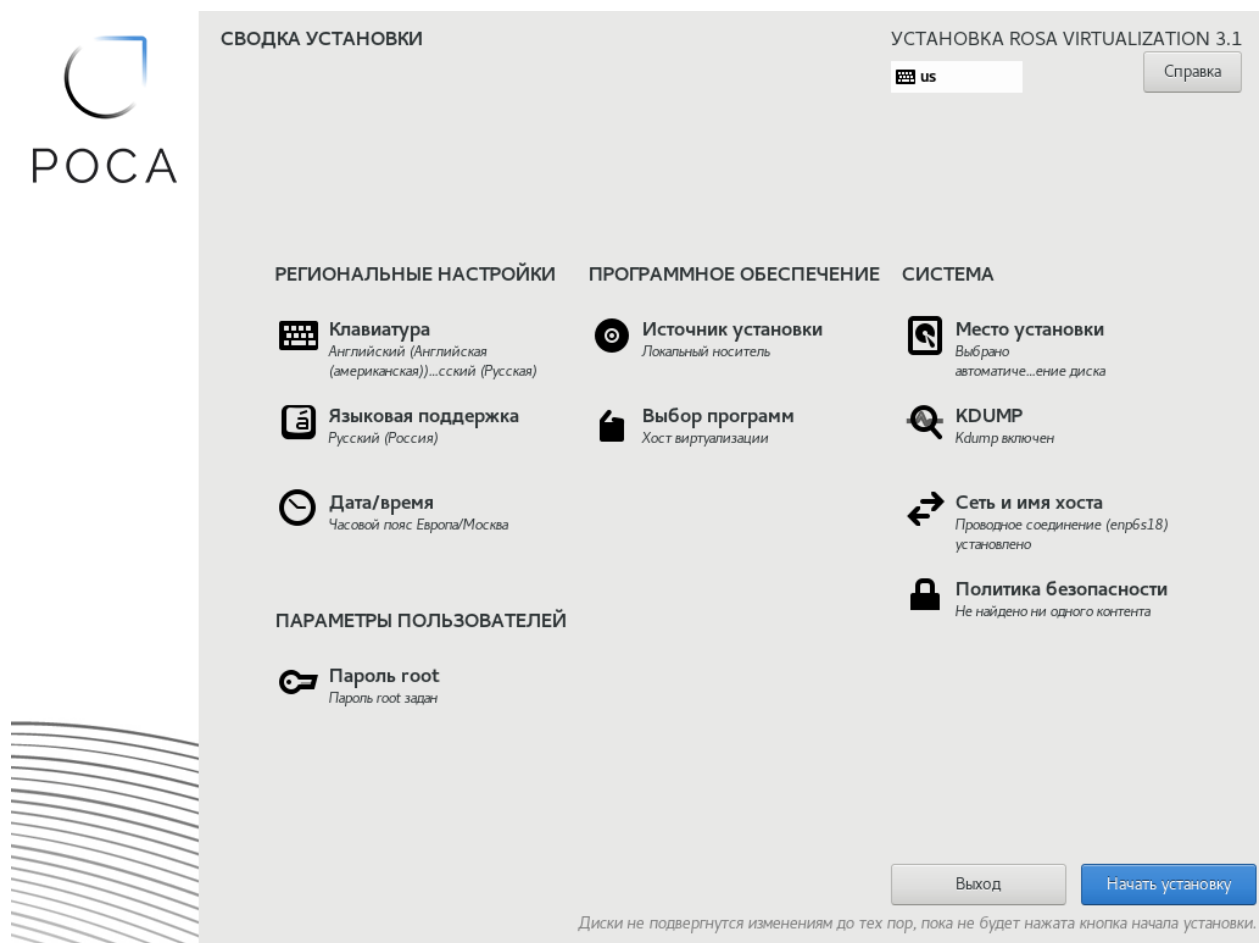 СВОДКА УСТАНОВКИ
УСТАНОВКА ROSA VIRTUALIZATION 3.1
us
Справка
РОСА
РЕГИОНАЛЬНЫЕ НАСТРОЙКИ
Клавиатура
Английский (Английская
(американская))...сский (Русская)
Языковая поддержка
Русский (Россия)
Дата/время
Часовой пояс Европа/Москва
ПРОГРАММНОЕ ОБЕСПЕЧЕНИЕ
Источник установки
Локальный носитель
Выбор программ
Хост виртуализации
СИСТЕМА
Место установки
Выбрано
автоматиче...ение диска
KDUMP
Kdump включен
Сеть и имя хоста
Проводное соединение (enp6s18)
установлено
Политика безопасности
Не найдено ни одного контента
ПАРАМЕТРЫ ПОЛЬЗОВАТЕЛЕЙ
Пароль root
Пароль root задан
Выход
Начать установку
Диски не подвергнутся изменениям до тех пор, пока не будет нажата кнопка начала установки.